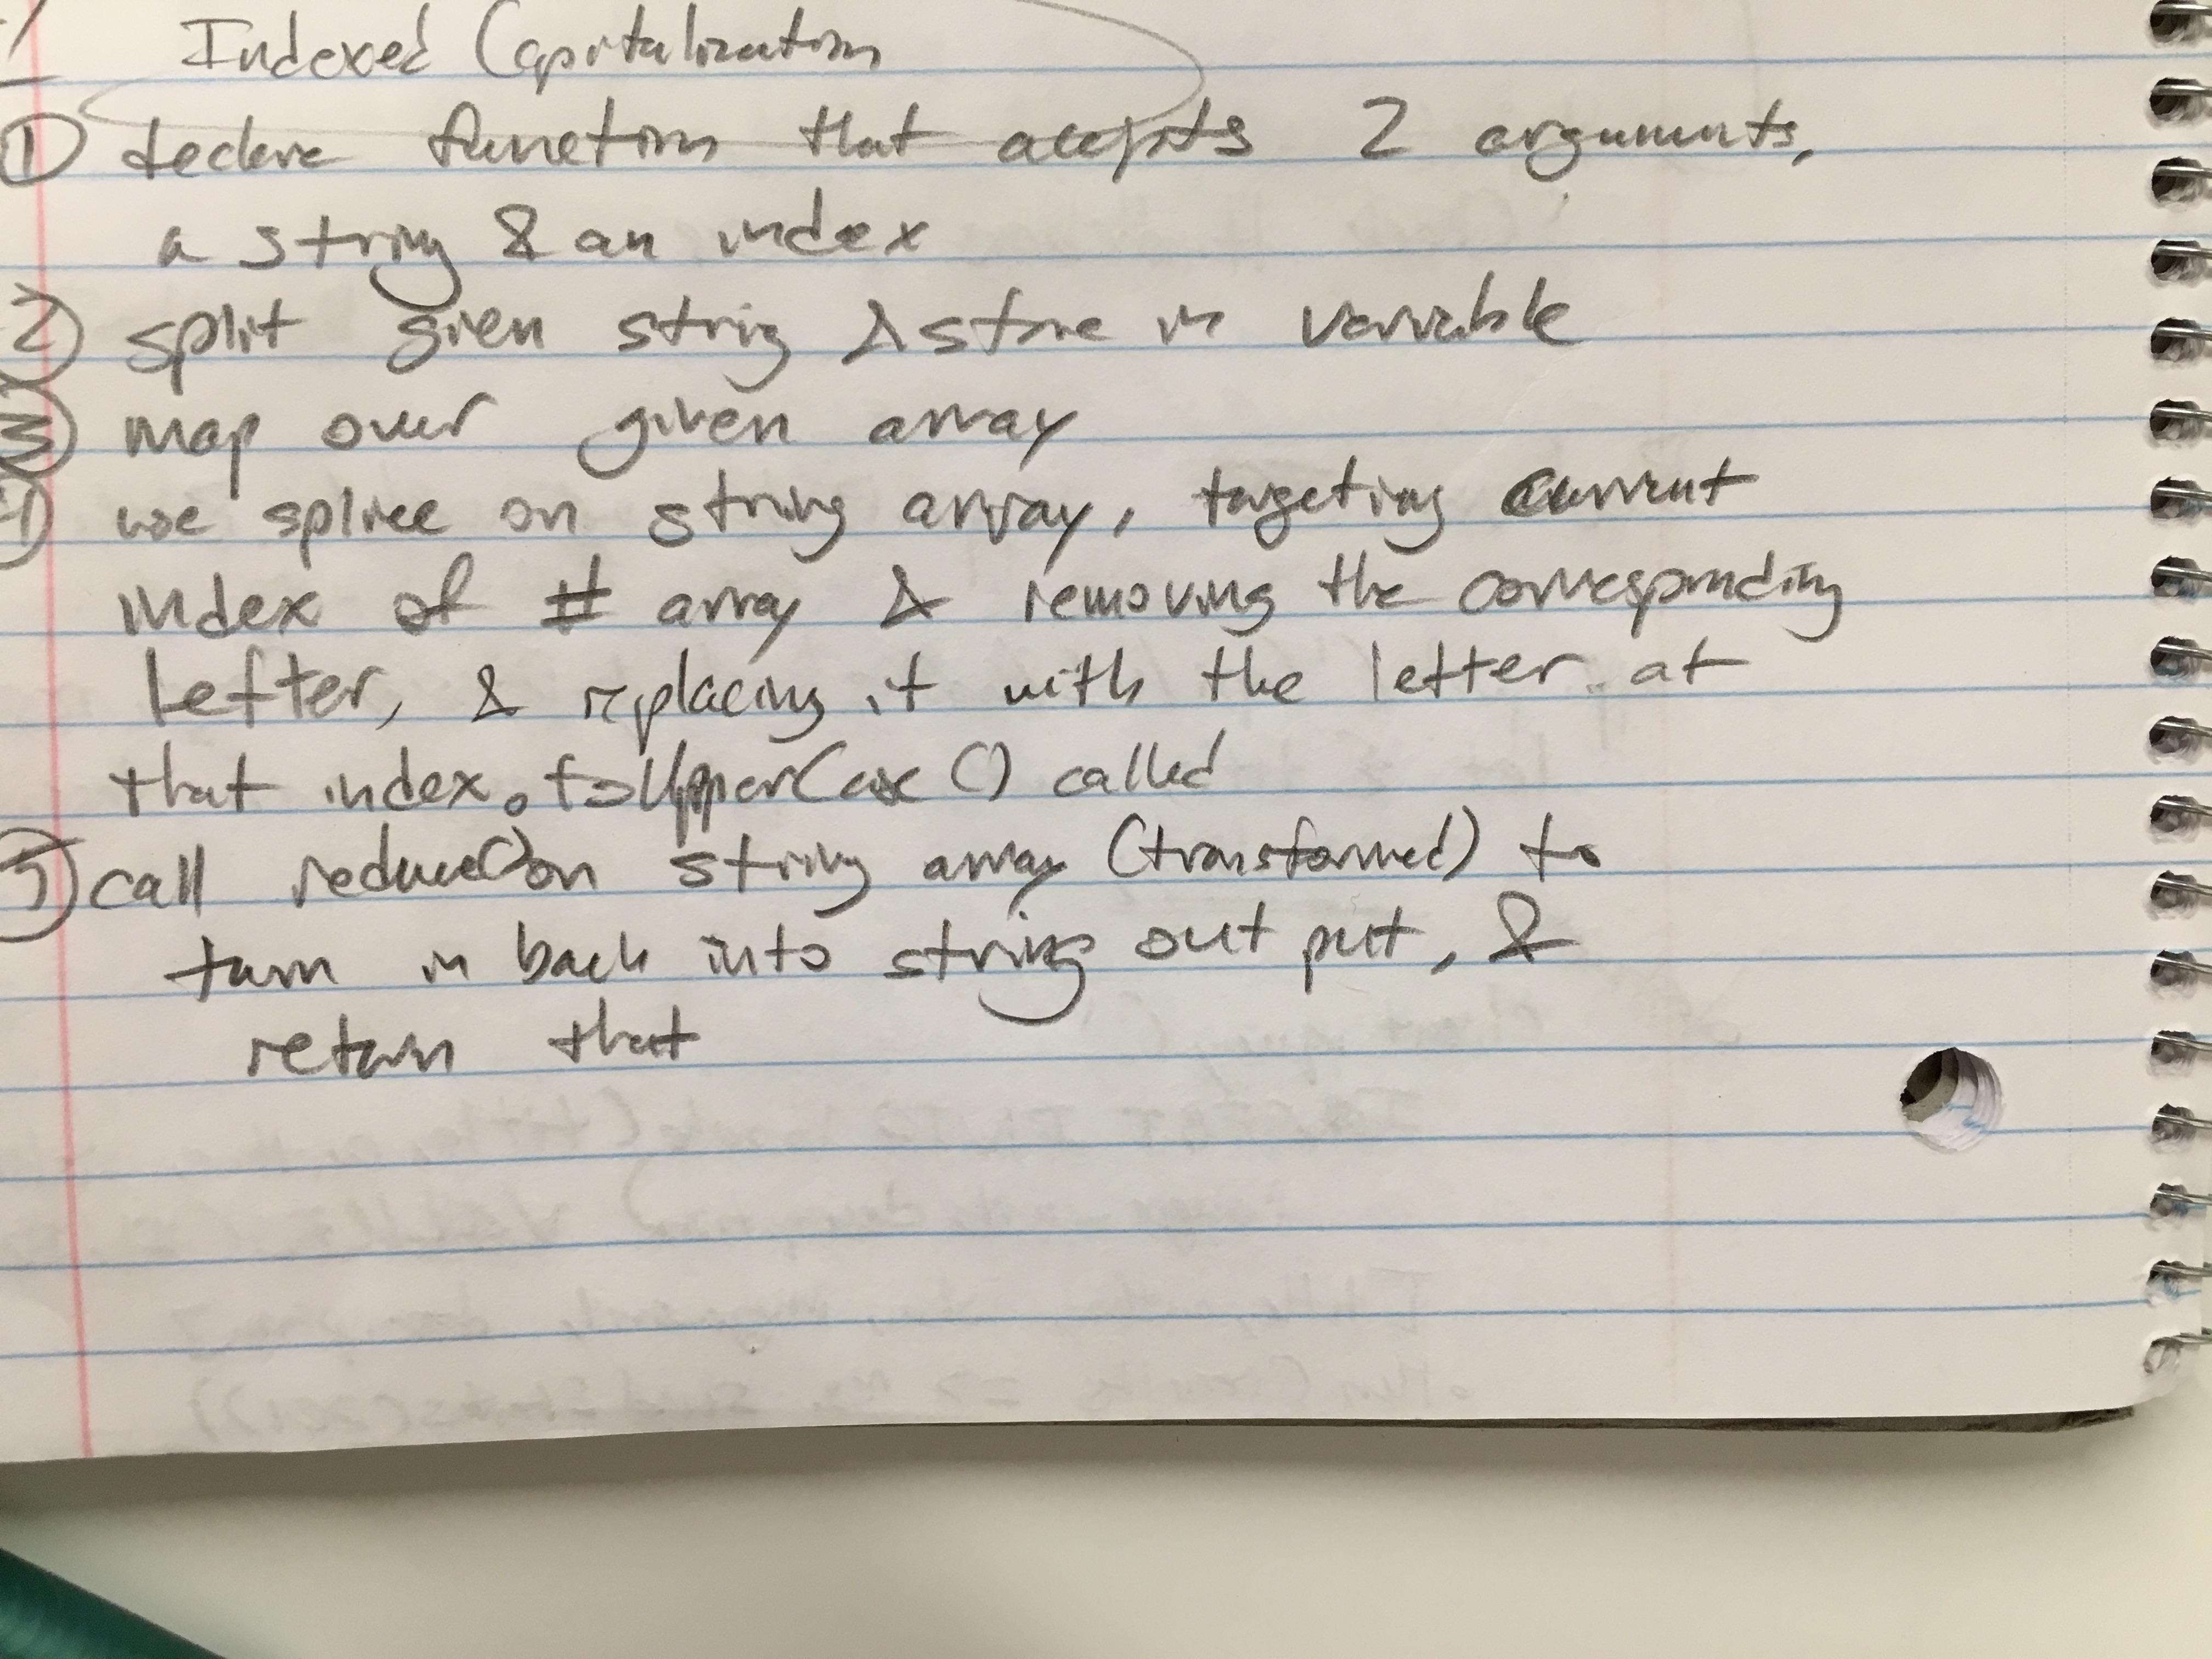 Indexed Capitalization
① declare function that accepts 2 arguments,
a string & an index
② split given string & store in variable
③ map over given array
④ use splice on string array, targeting current
index of # array & removing the corresponding
letter, & replacing it with the letter at
that index.toUpperCase() called
⑤ call reduce() on string array (transformed) to
turn in back into string output, &
return that